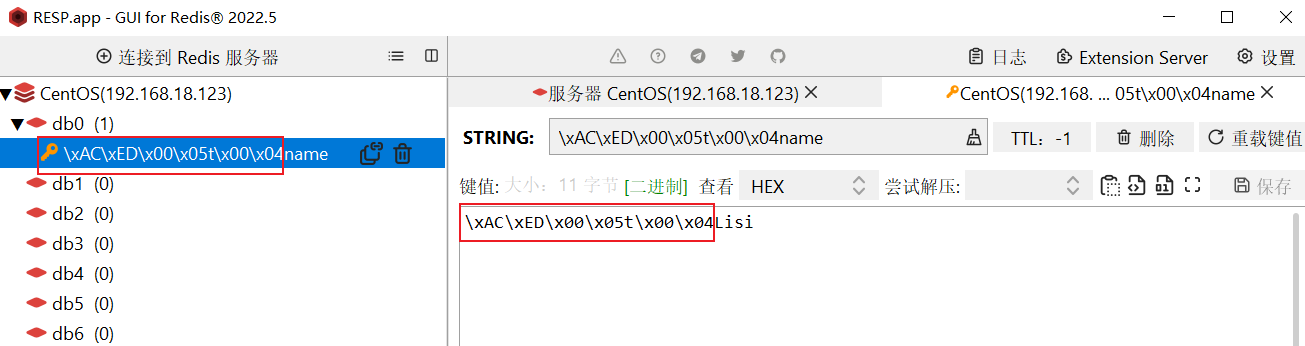 RESP.app - GUI for Redis® 2022.5
连接到 Redis 服务器
日志
Extension Server
设置
CentOS(192.168.18.123)
db0 (1)
\xAC\xED\x00\x05t\x00\x04name
db1 (0)
db2 (0)
db3 (0)
db4 (0)
db5 (0)
db6 (0)
服务器 CentOS(192.168.18.123)
CentOS(192.168. ... 05t\x00\x04name
STRING: \xAC\xED\x00\x05t\x00\x04name TTL: -1 删除 重载键值
键值: 大小: 11 字节 [二进制] 查看 HEX 尝试解压: 保存
\xAC\xED\x00\x05t\x00\x04Lisi